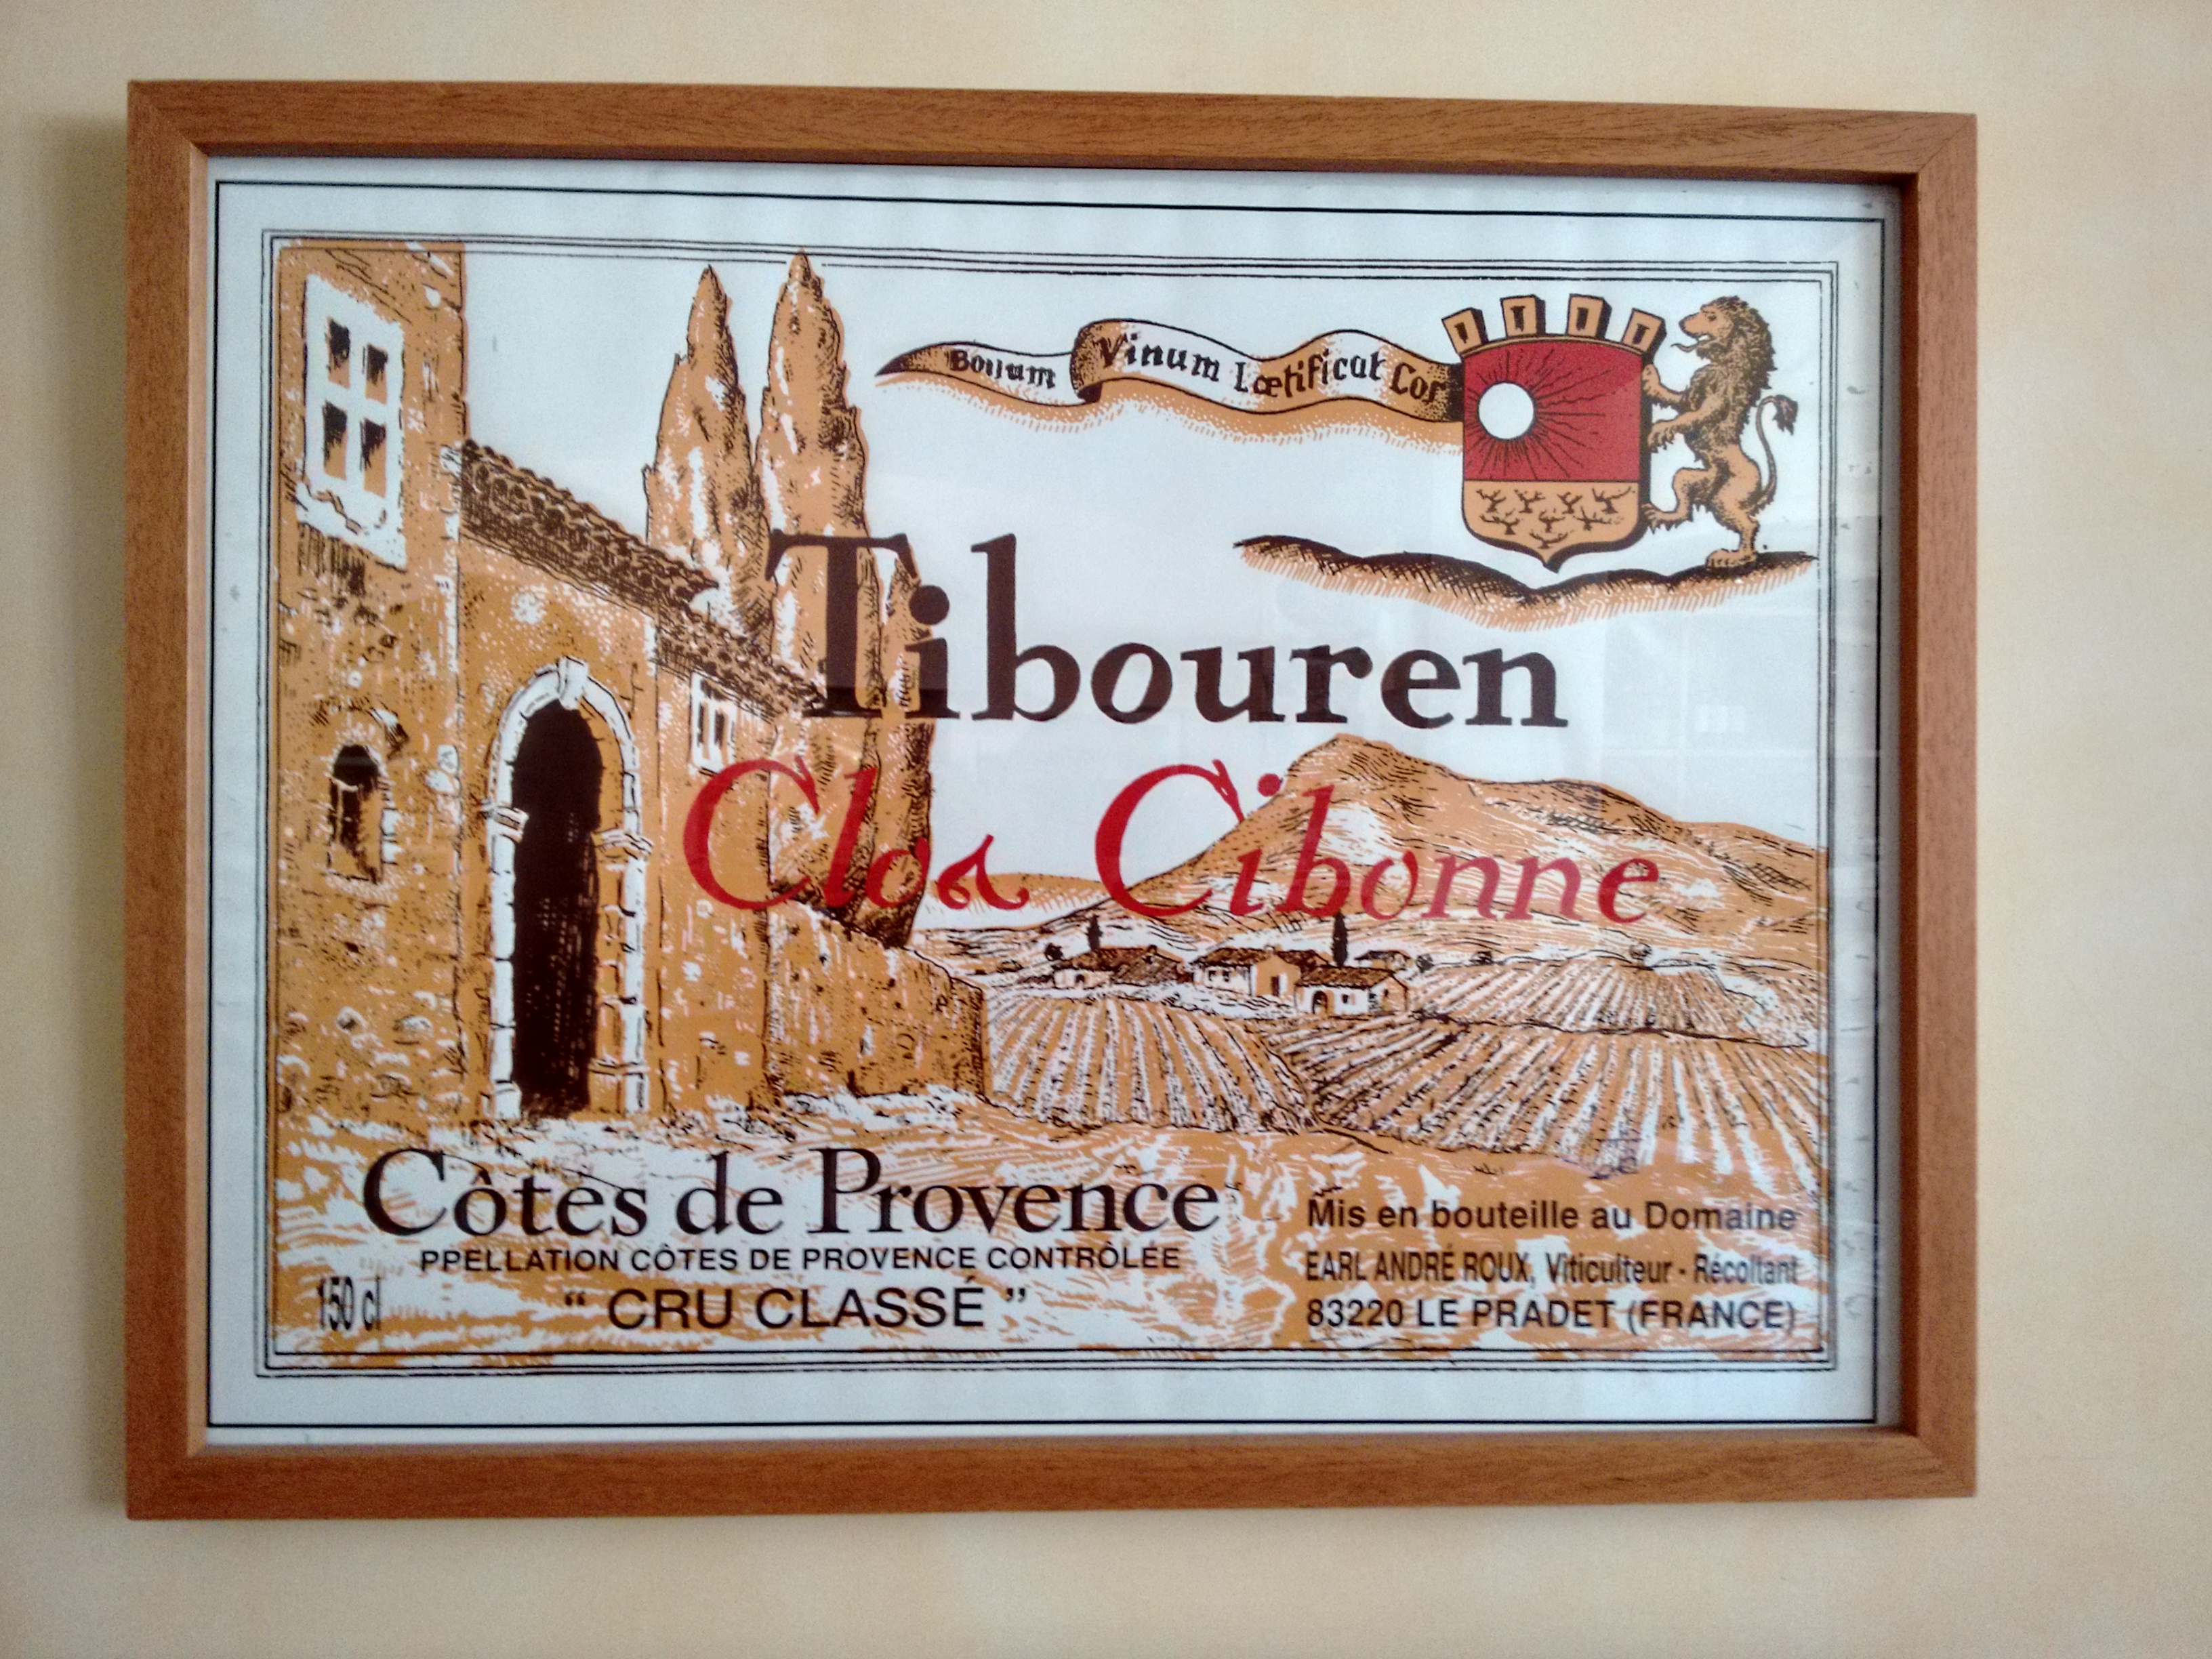 Bonum Vinum Lœtificat Cor
Tibouren
Clos Cibonne
Côtes de Provence
PPELLATION CÔTES DE PROVENCE CONTRÔLÉE
150 cl
“ CRU CLASSÉ ”
Mis en bouteille au Domaine
EARL ANDRÉ ROUX, Viticulteur - Récoltant
83220 LE PRADET (FRANCE)